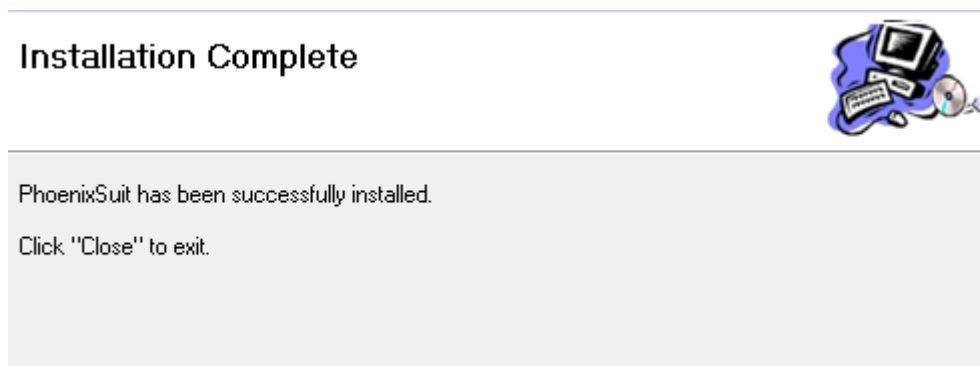 Installation Complete
PhoenixSuit has been successfully installed.
Click "Close" to exit.